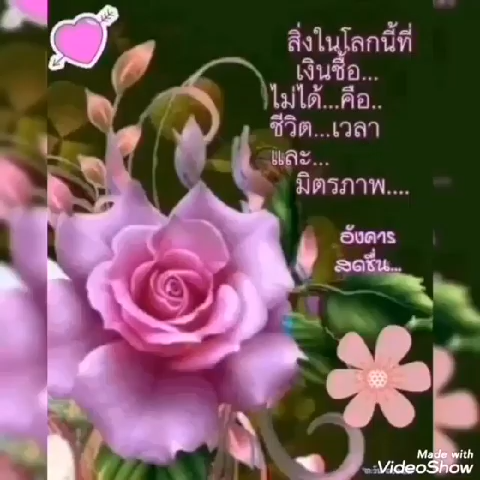 สิ่งในโลกนี้ที่
เงินซื้อ...
ไม่ได้...คือ..
ชีวิต...เวลา
และ...
มิตรภาพ....
อังคาร
สดชื่น...
Made with
VideoShow